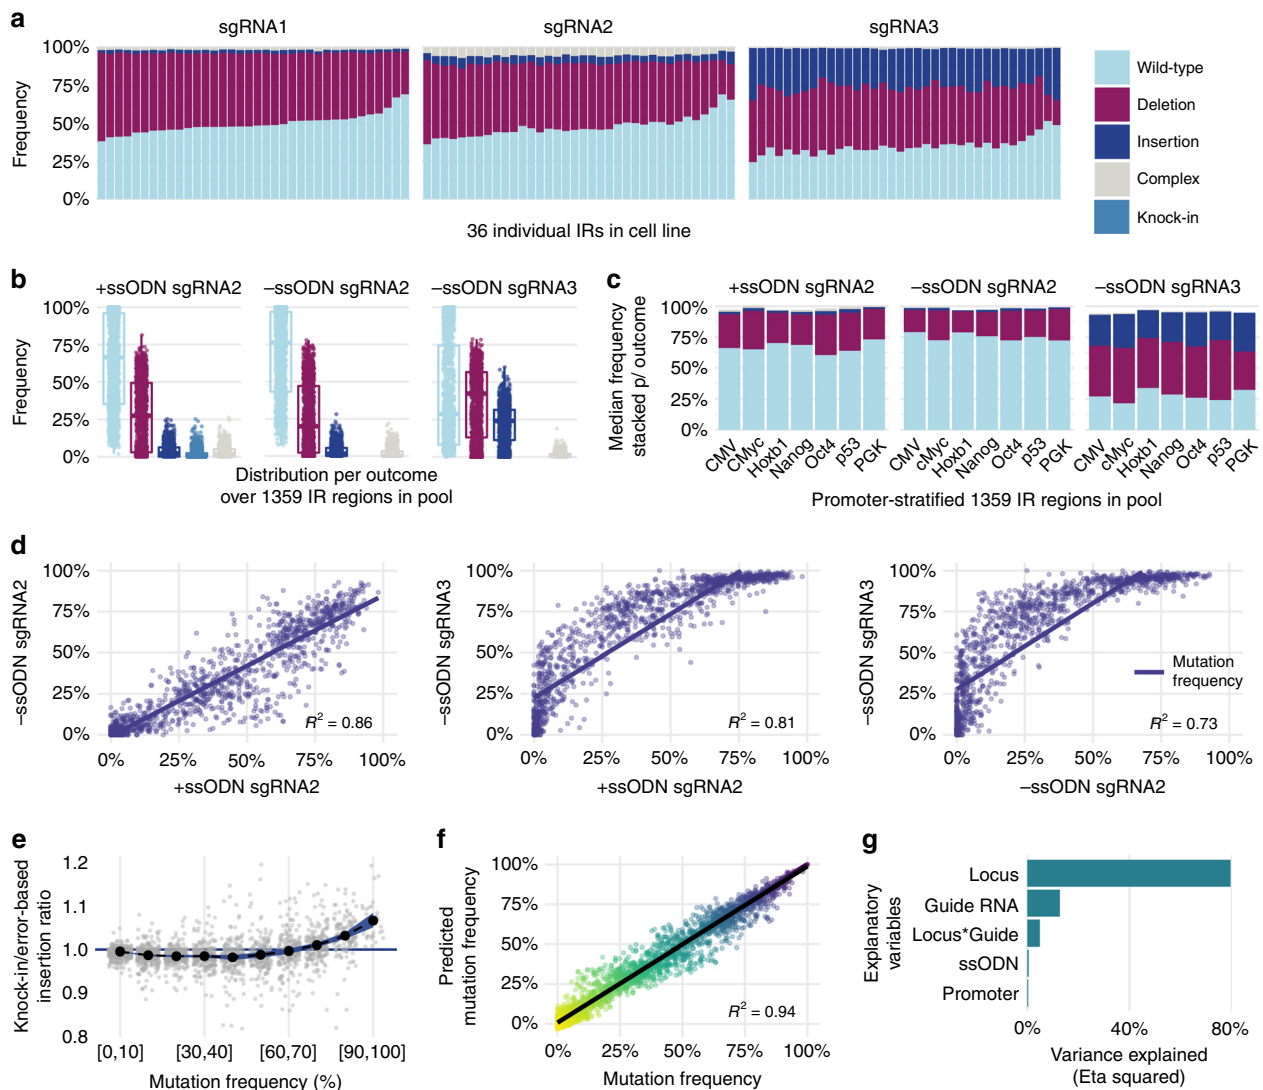 a
sgRNA1
sgRNA2
sgRNA3
Frequency
100%
75%
50%
25%
0%
36 individual IRs in cell line
Wild-type
Deletion
Insertion
Complex
Knock-in
b
+ssODN sgRNA2
−ssODN sgRNA2
−ssODN sgRNA3
Frequency
100%
75%
50%
25%
0%
Distribution per outcome
over 1359 IR regions in pool
c
+ssODN sgRNA2
−ssODN sgRNA2
−ssODN sgRNA3
Median frequency
stacked p/ outcome
100%
75%
50%
25%
0%
CMV
CMyc
Hoxb1
Nanog
Oct4
p53
PGK
CMV
cMyc
Hoxb1
Nanog
Oct4
p53
PGK
CMV
cMyc
Hoxb1
Nanog
Oct4
p53
PGK
Promoter-stratified 1359 IR regions in pool
d
−ssODN sgRNA2
100%
75%
50%
25%
0%
R² = 0.86
0%
25%
50%
75%
100%
+ssODN sgRNA2
−ssODN sgRNA3
100%
75%
50%
25%
0%
R² = 0.81
0%
25%
50%
75%
100%
+ssODN sgRNA2
−ssODN sgRNA3
100%
75%
50%
25%
0%
Mutation
frequency
R² = 0.73
0%
25%
50%
75%
100%
−ssODN sgRNA2
e
Knock-in/error-based
insertion ratio
1.2
1.1
1.0
0.9
0.8
[0,10]
[30,40]
[60,70]
[90,100]
Mutation frequency (%)
f
Predicted
mutation frequency
100%
75%
50%
25%
0%
R² = 0.94
0%
25%
50%
75%
100%
Mutation frequency
g
Explanatory
variables
Locus
Guide RNA
Locus*Guide
ssODN
Promoter
0%
40%
80%
Variance explained
(Eta squared)